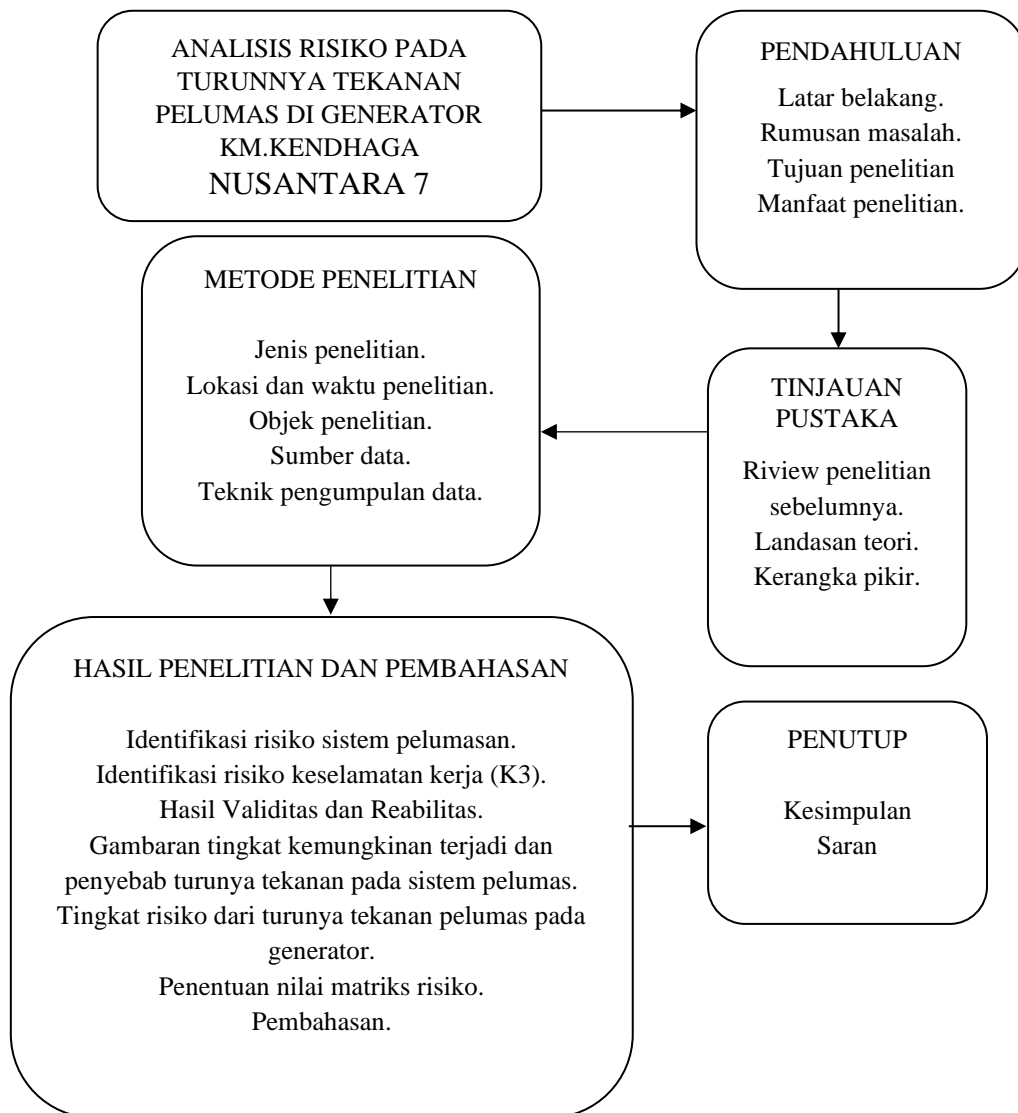 ANALISIS RISIKO PADA
TURUNNYA TEKANAN
PELUMAS DI GENERATOR
KM.KENDHAGA
NUSANTARA 7
PENDAHULUAN
Latar belakang.
Rumusan masalah.
Tujuan penelitian
Manfaat penelitian.
TINJAUAN
PUSTAKA
Riview penelitian
sebelumnya.
Landasan teori.
Kerangka pikir.
METODE PENELITIAN
Jenis penelitian.
Lokasi dan waktu penelitian.
Objek penelitian.
Sumber data.
Teknik pengumpulan data.
HASIL PENELITIAN DAN PEMBAHASAN
Identifikasi risiko sistem pelumasan.
Identifikasi risiko keselamatan kerja (K3).
Hasil Validitas dan Reabilitas.
Gambaran tingkat kemungkinan terjadi dan
penyebab turunya tekanan pada sistem pelumas.
Tingkat risiko dari turunya tekanan pelumas pada
generator.
Penentuan nilai matriks risiko.
Pembahasan.
PENUTUP
Kesimpulan
Saran